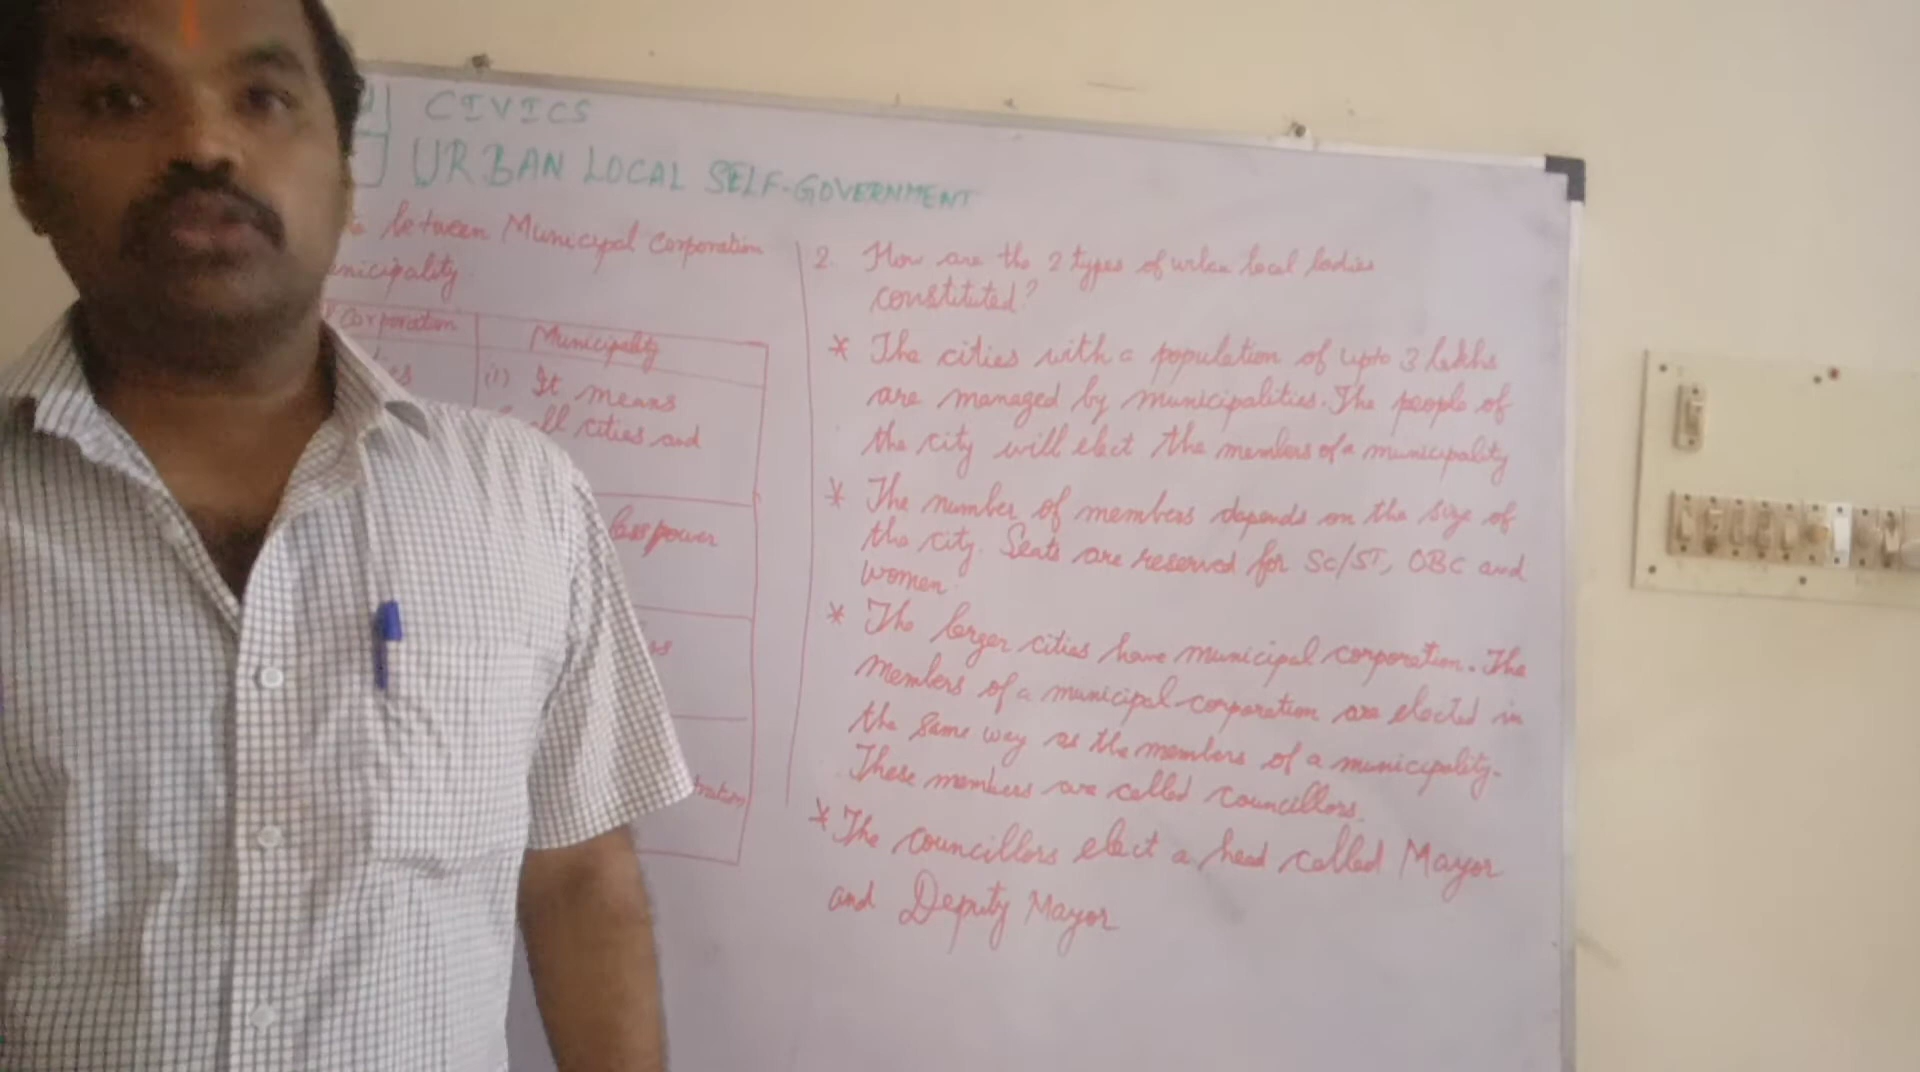 CIVICS
URBAN LOCAL SELF-GOVERNMENT
between Municipal Corporation
Corporation
Municipality
(1) It means
cities and
less power
2. How are the 2 types of urban local bodies
constituted?
* The cities with a population of upto 3 lakhs
are managed by municipalities. The people of
the city will elect the members of a municipality
* The number of members depends on the size of
the city. Seats are reserved for SC/ST, OBC and
women.
* The larger cities have municipal corporation. The
members of a municipal corporation are elected in
the same way as the members of a municipality.
These members are called councillors.
* The councillors elect a head called Mayor
and Deputy Mayor